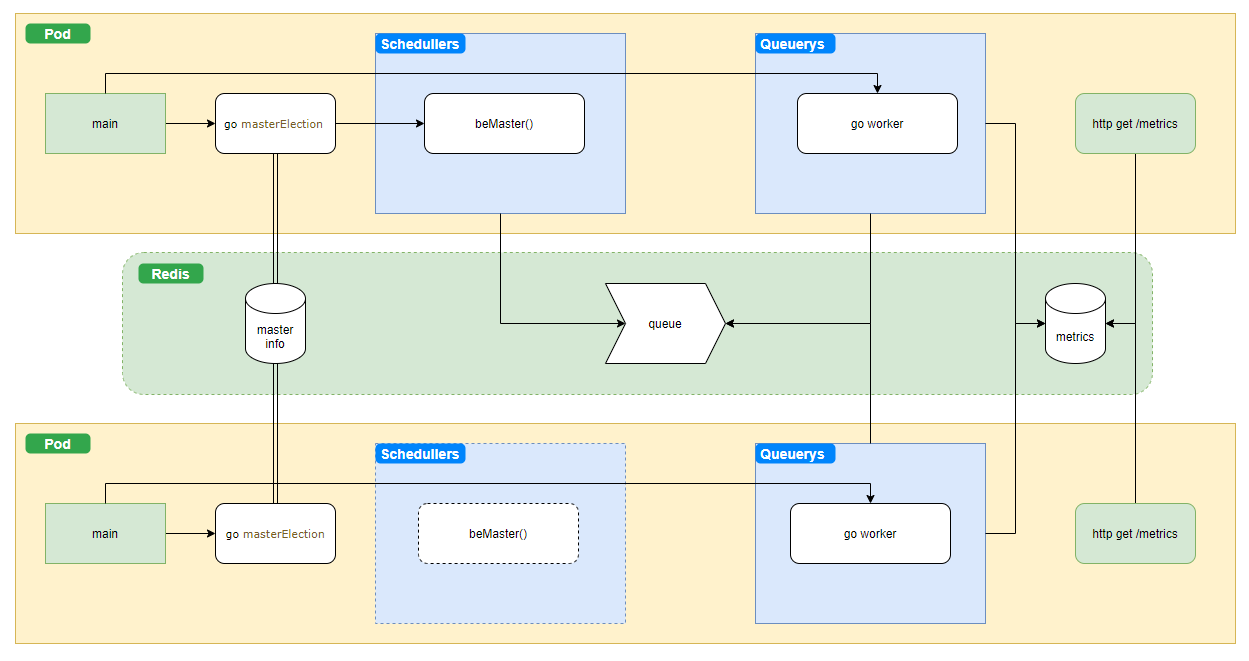 Pod
Schedullers
Queuerys
main
go masterElection
beMaster()
go worker
http get /metrics
Redis
master
info
queue
metrics
Pod
Schedullers
Queuerys
main
go masterElection
beMaster()
go worker
http get /metrics